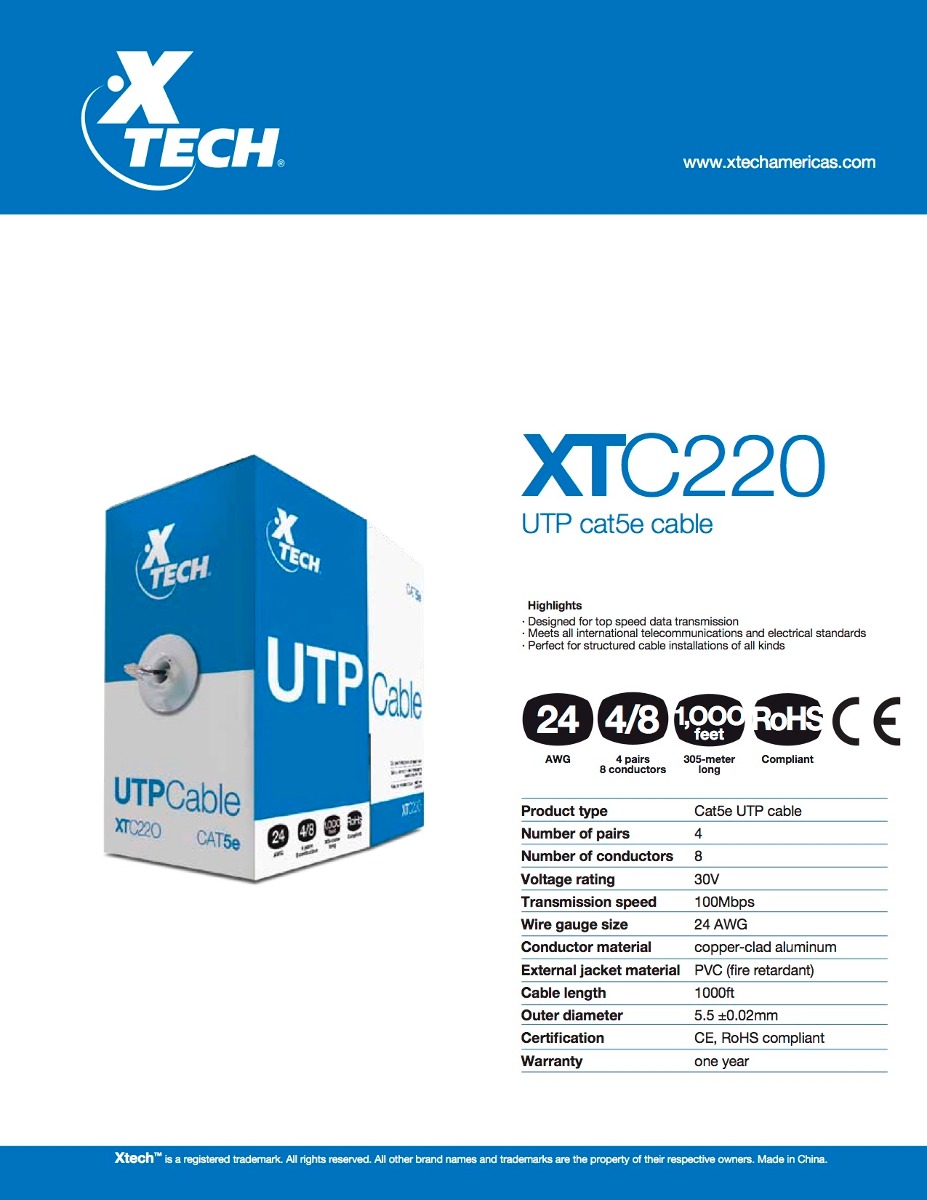 X
TECH®
www.xtechamericas.com
XTC220
UTP cat5e cable
Highlights
· Designed for top speed data transmission
· Meets all international telecommunications and electrical standards
· Perfect for structured cable installations of all kinds
24
4/8
1,000
feet
RoHS
CE
AWG
4 pairs
8 conductors
305-meter
long
Compliant
X
TECH
X
TECH
CAT5e
UTP Cable
UTPCable
XTC220
CAT5e
24
4/8
1,000
RoHS
AWG
XTC220
Product type Cat5e UTP cable
Number of pairs 4
Number of conductors 8
Voltage rating 30V
Transmission speed 100Mbps
Wire gauge size 24 AWG
Conductor material copper-clad aluminum
External jacket material PVC (fire retardant)
Cable length 1000ft
Outer diameter 5.5 ±0.02mm
Certification CE, RoHS compliant
Warranty one year
Xtech™ is a registered trademark. All rights reserved. All other brand names and trademarks are the property of their respective owners. Made in China.